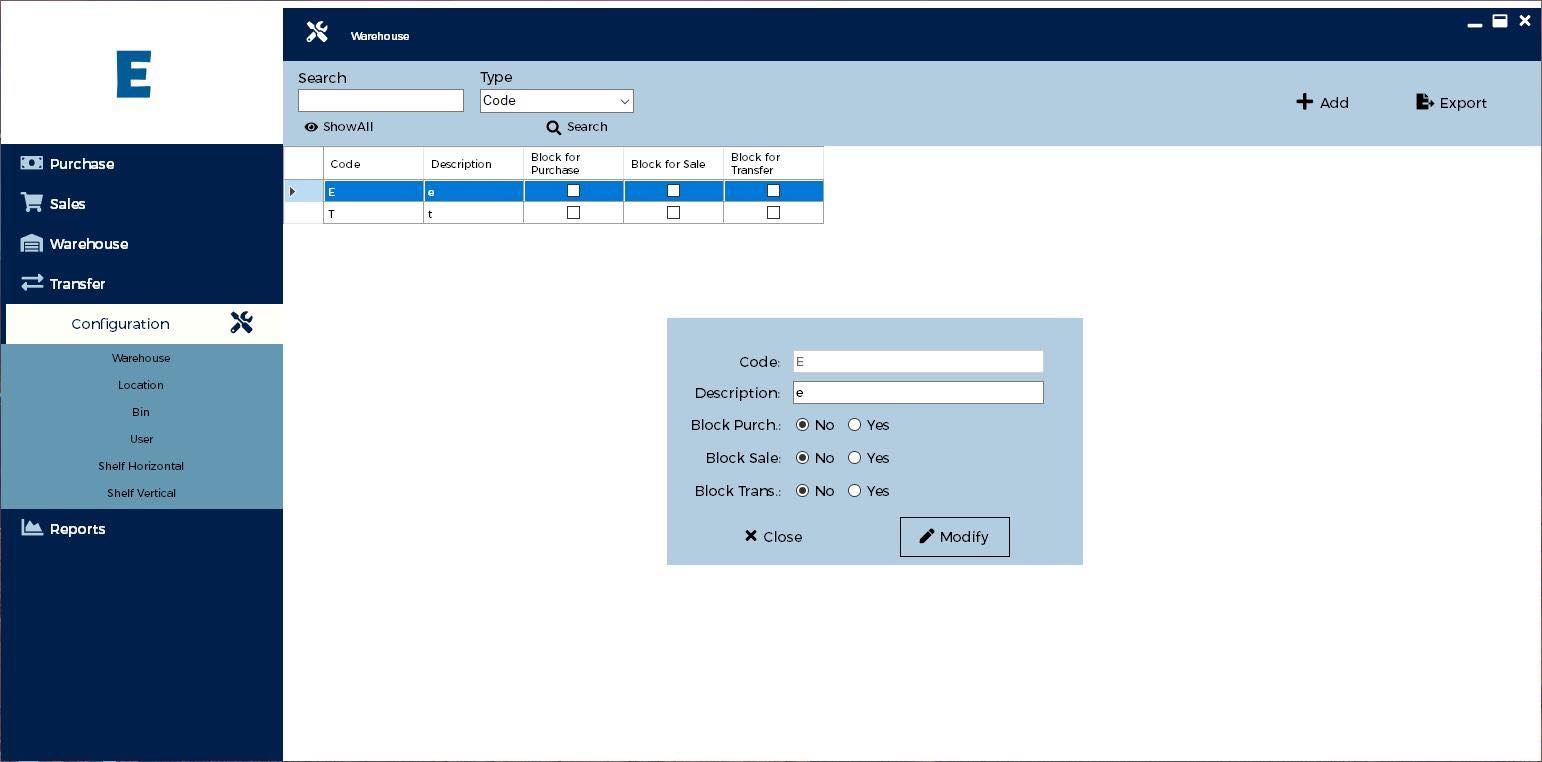 E
Warehouse
Search
Type
Code
ShowAll
Search
Add
Export
Purchase
Sales
Warehouse
Transfer
Configuration
Warehouse
Location
Bin
User
Shelf Horizontal
Shelf Vertical
Reports
Code Description Block for Purchase Block for Sale Block for Transfer
E e
T t
Code: E
Description: e
Block Purch.: No Yes
Block Sale: No Yes
Block Trans.: No Yes
Close Modify